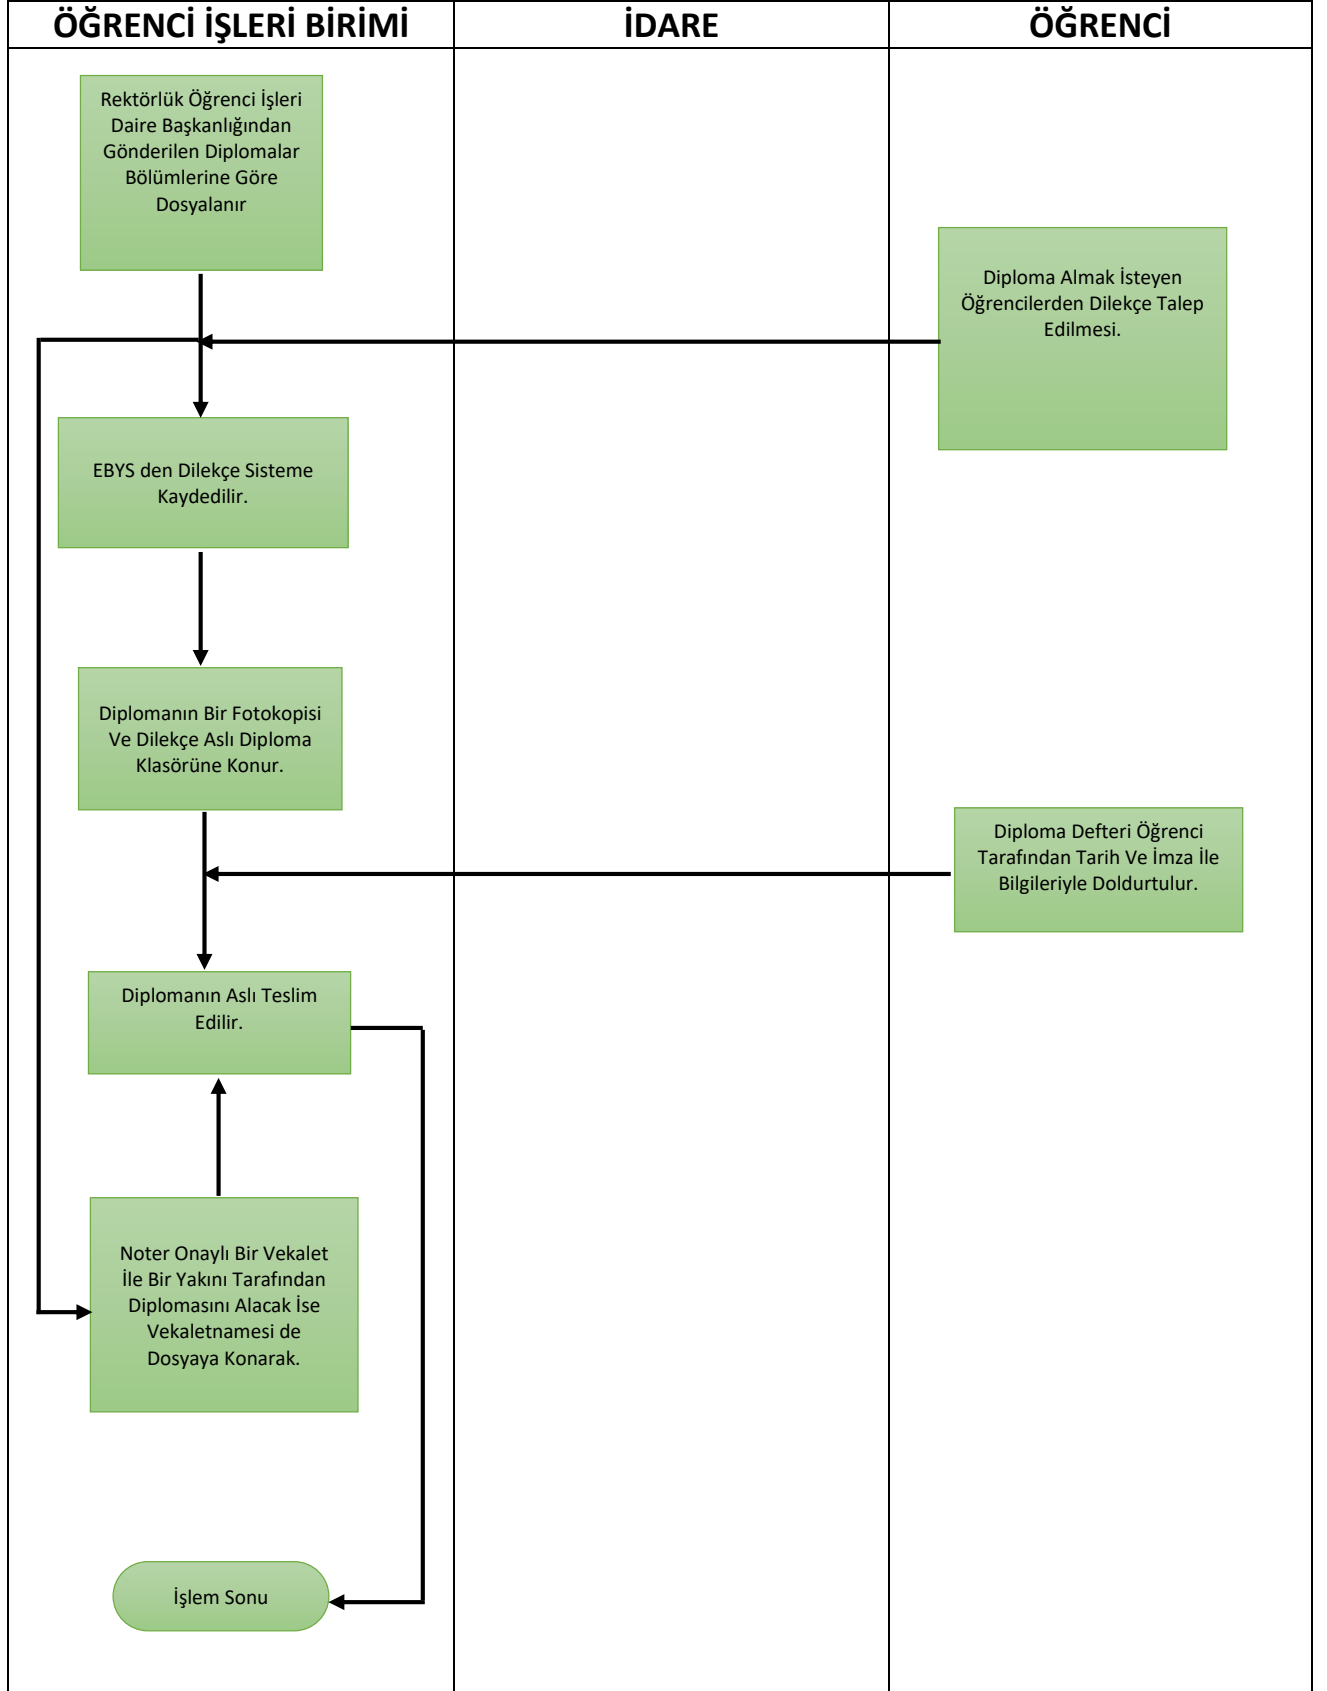 ÖĞRENCİ İŞLERİ BİRİMİ
İDARE
ÖĞRENCİ
Rektörlük Öğrenci İşleri
Daire Başkanlığından
Gönderilen Diplomalar
Bölümlerine Göre
Dosyalanır
Diploma Almak İsteyen
Öğrencilerden Dilekçe Talep
Edilmesi.
EBYS den Dilekçe Sisteme
Kaydedilir.
Diplomanın Bir Fotokopisi
Ve Dilekçe Aslı Diploma
Klasörüne Konur.
Diploma Defteri Öğrenci
Tarafından Tarih Ve İmza İle
Bilgileriyle Doldurtulur.
Diplomanın Aslı Teslim
Edilir.
Noter Onaylı Bir Vekalet
İle Bir Yakını Tarafından
Diplomasını Alacak İse
Vekaletnamesi de
Dosyaya Konarak.
İşlem Sonu